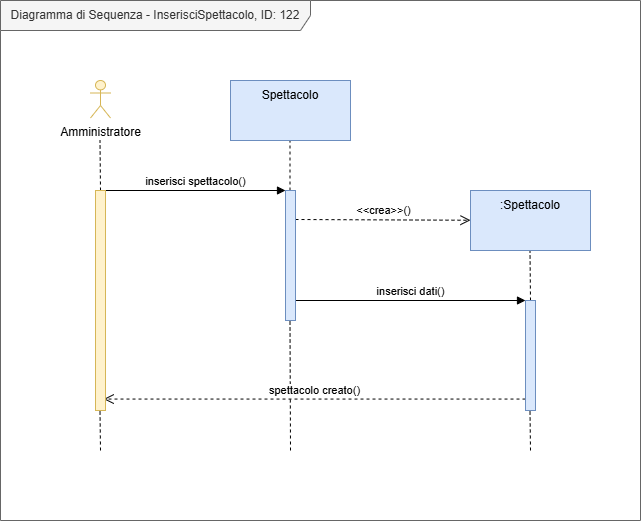 Diagramma di Sequenza - InserisciSpettacolo, ID: 122
Spettacolo
Amministratore
inserisci spettacolo()
<<crea>>()
:Spettacolo
inserisci dati()
spettacolo creato()